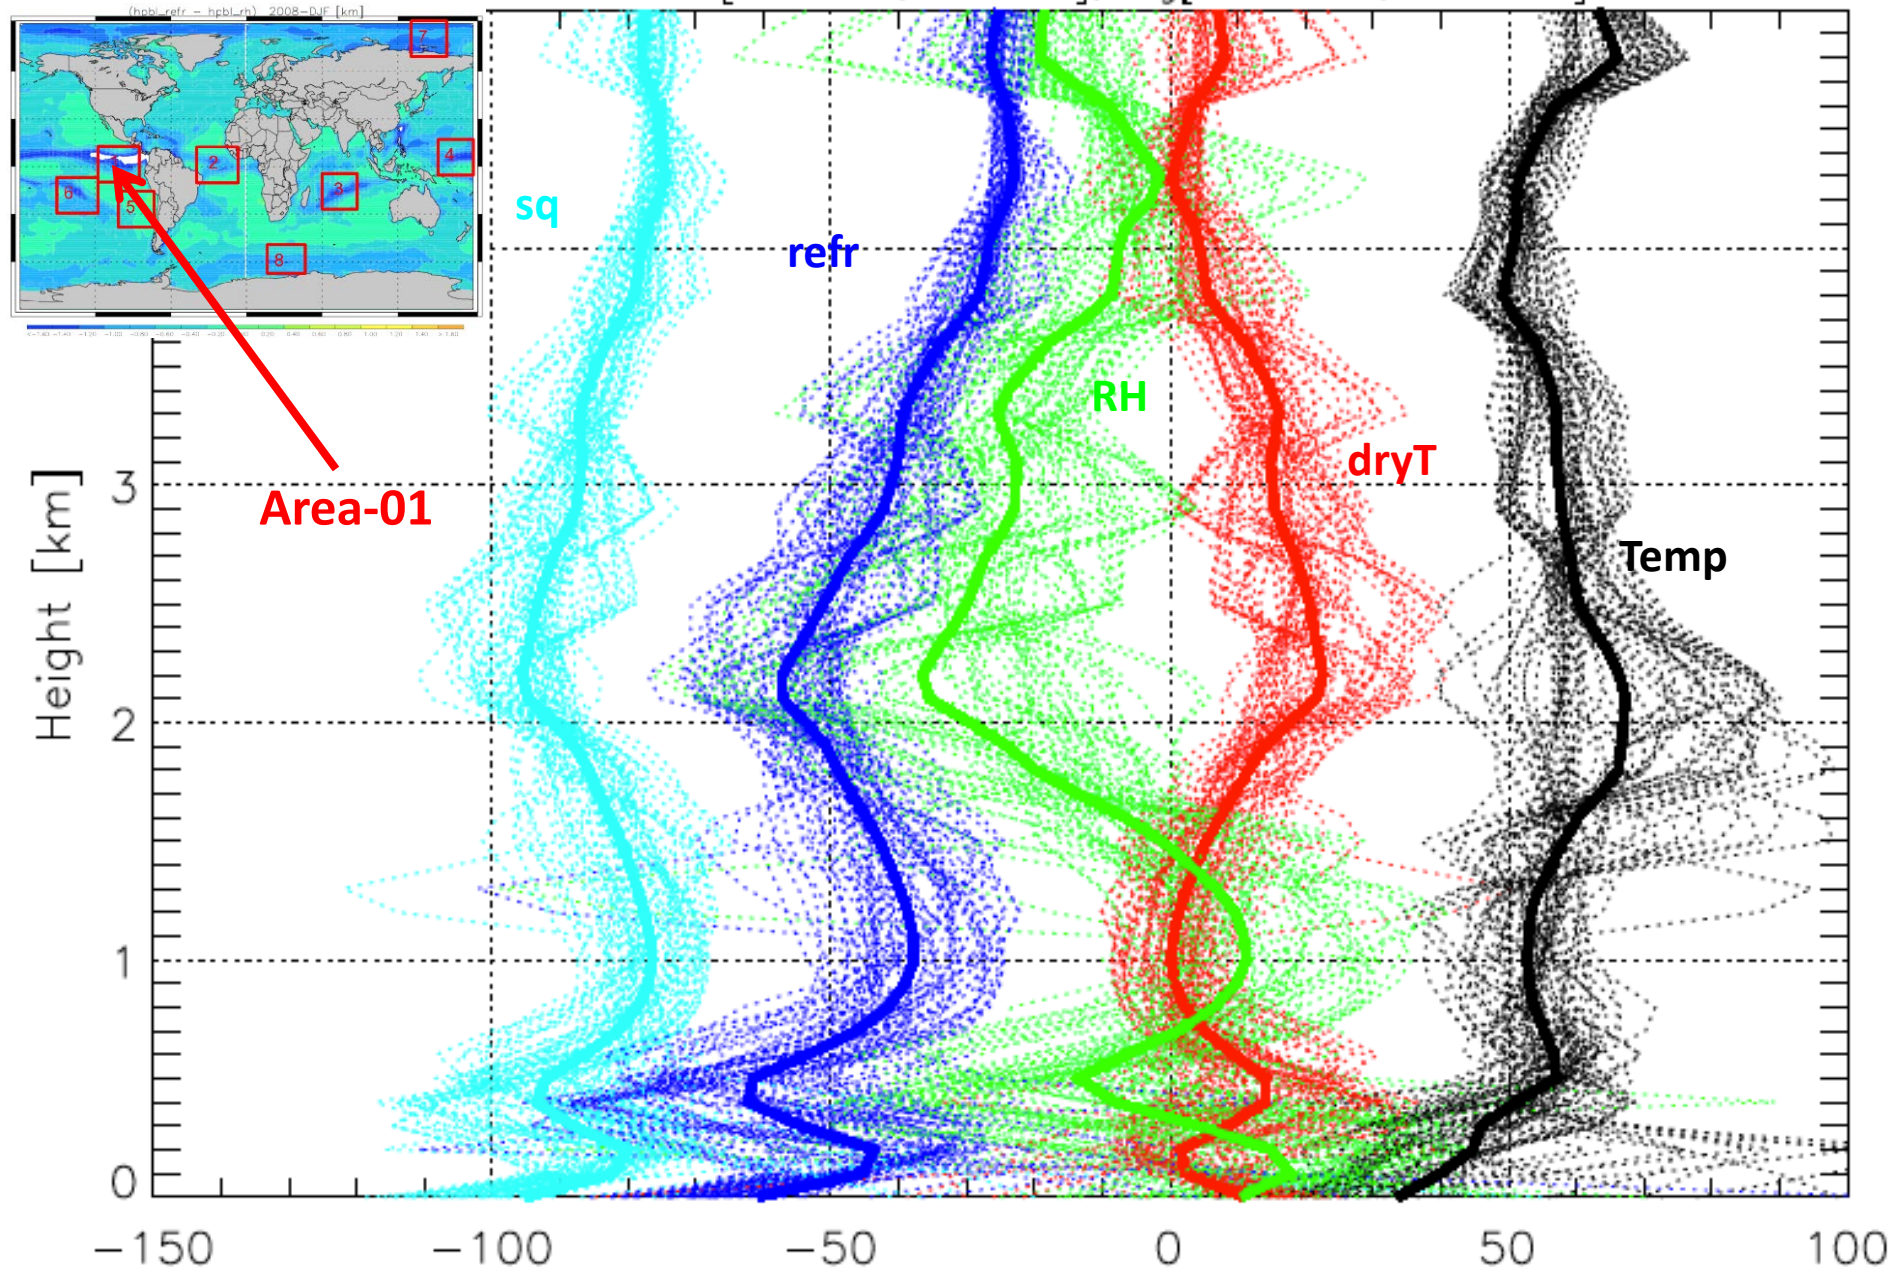 (hpbl_refr - hpbl_rh) 2008-DJF [km]
7
1
2
4
6
5
3
8
sq
refr
RH
dryT
Temp
Area-01
Height [km]
3
2
1
0
-150 -100 -50 0 50 100